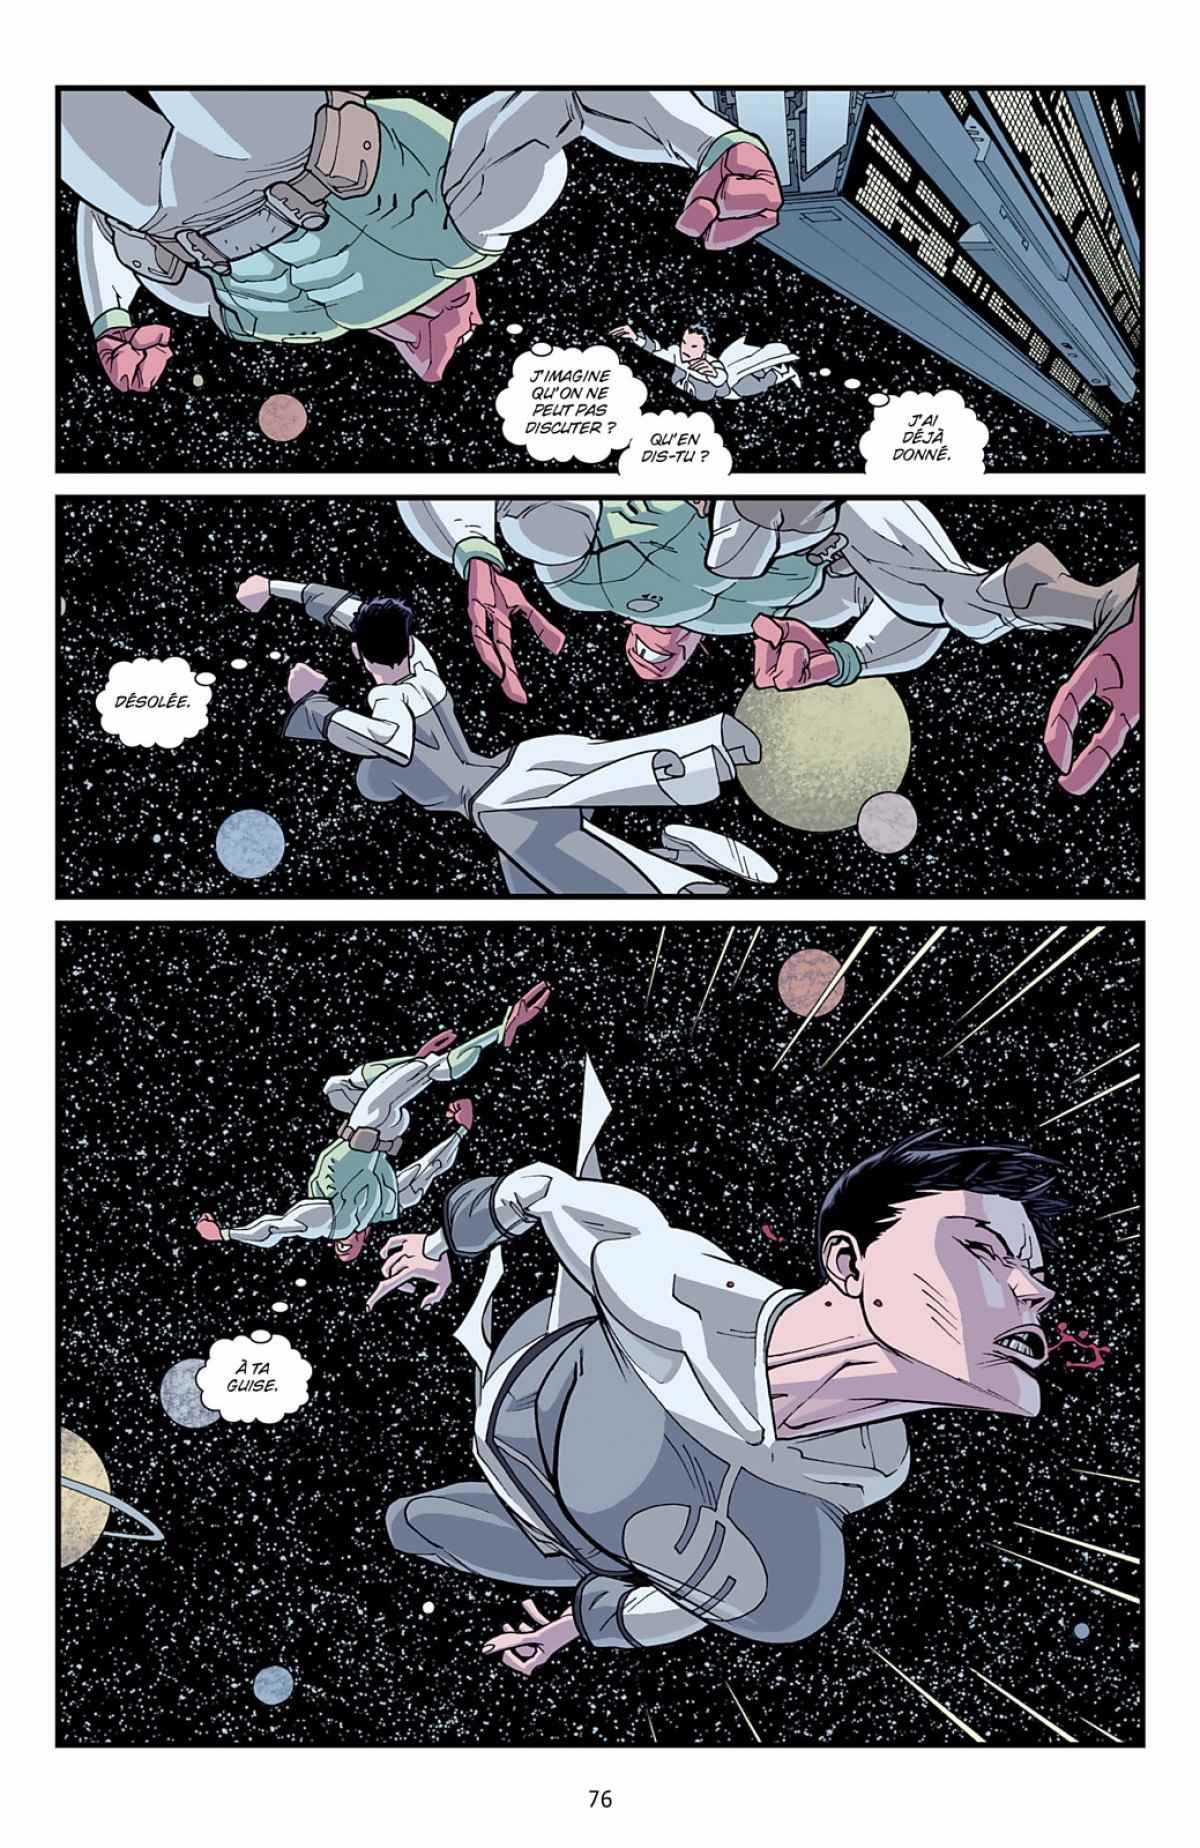 J'IMAGINE
QU'ON NE
PEUT PAS
DISCUTER ?
QU'EN
DIS-TU ?
J'AI
DÉJÀ
DONNÉ.
DÉSOLÉE.
À TA
GUISE.
76